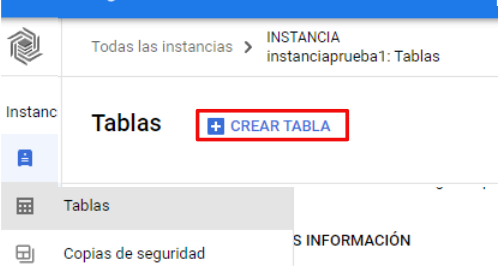 Todas las instancias
INSTANCIA
instanciaprueba1: Tablas
Instanc
Tablas
CREAR TABLA
Tablas
S INFORMACIÓN
Copias de seguridad